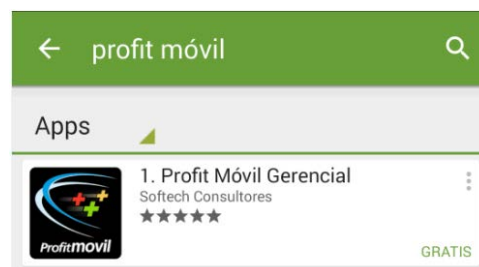 profit móvil
Apps
1. Profit Móvil Gerencial
Softech Consultores
Profitmovil
GRATIS